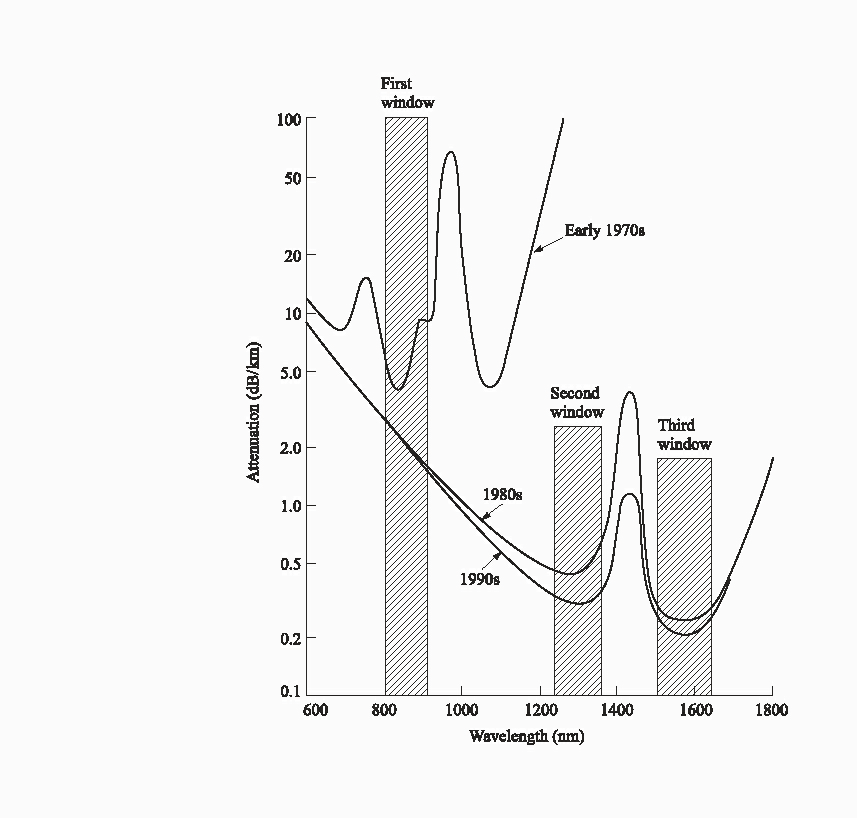 First
window
100
50
20
10
5.0
2.0
1.0
0.5
0.2
0.1
Attenuation (dB/km)
Early 1970s
Second
window
Third
window
1980s
1990s
600 800 1000 1200 1400 1600 1800
Wavelength (nm)